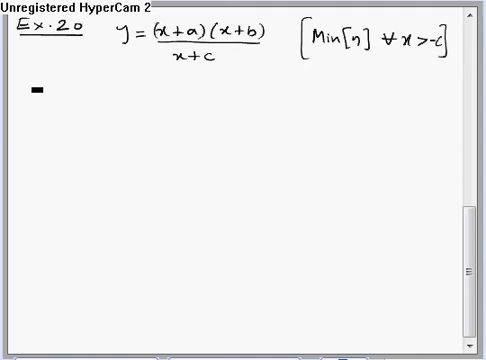 Unregistered HyperCam 2
Ex. 20 y = (x+a)(x+b) / x+c [Min[y] ∀ x > -c]